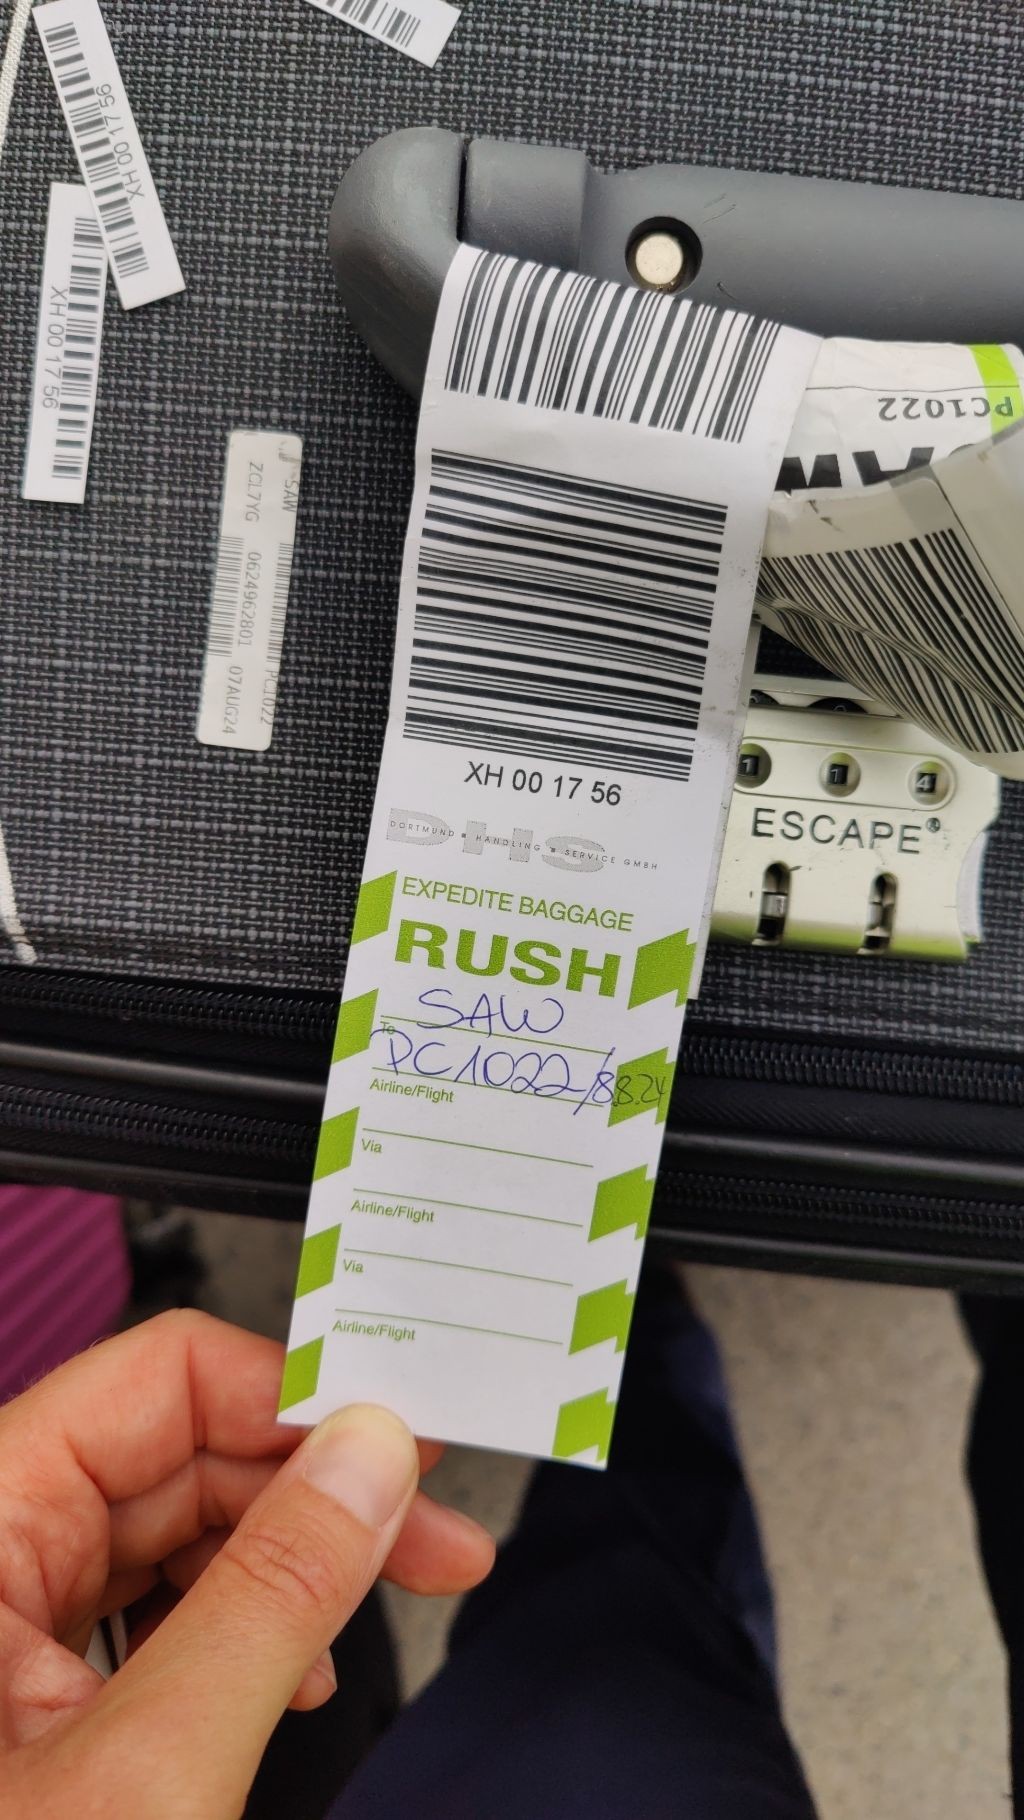 XH 00 17 56
XH 00 17 56
SAW
ZCL7YG 0624962801 07AUG24
PC1022
PC1022
XH 00 17 56
DHS
DORTMUND ■ HANDLING ■ SERVICE GMBH
EXPEDITE BAGGAGE
RUSH
SAW
To
PC1022/8.8.24
Airline/Flight
Via
Airline/Flight
Via
Airline/Flight
1 1 4
ESCAPE®